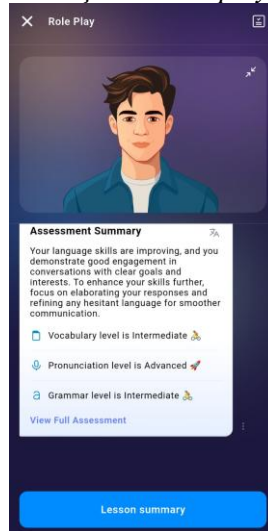 Role Play
Assessment Summary
Your language skills are improving, and you
demonstrate good engagement in
conversations with clear goals and
interests. To enhance your skills further,
focus on elaborating your responses and
refining any hesitant language for smoother
communication.
Vocabulary level is Intermediate 🚴
Pronunciation level is Advanced 🚀
a Grammar level is Intermediate 🚴
View Full Assessment
Lesson summary